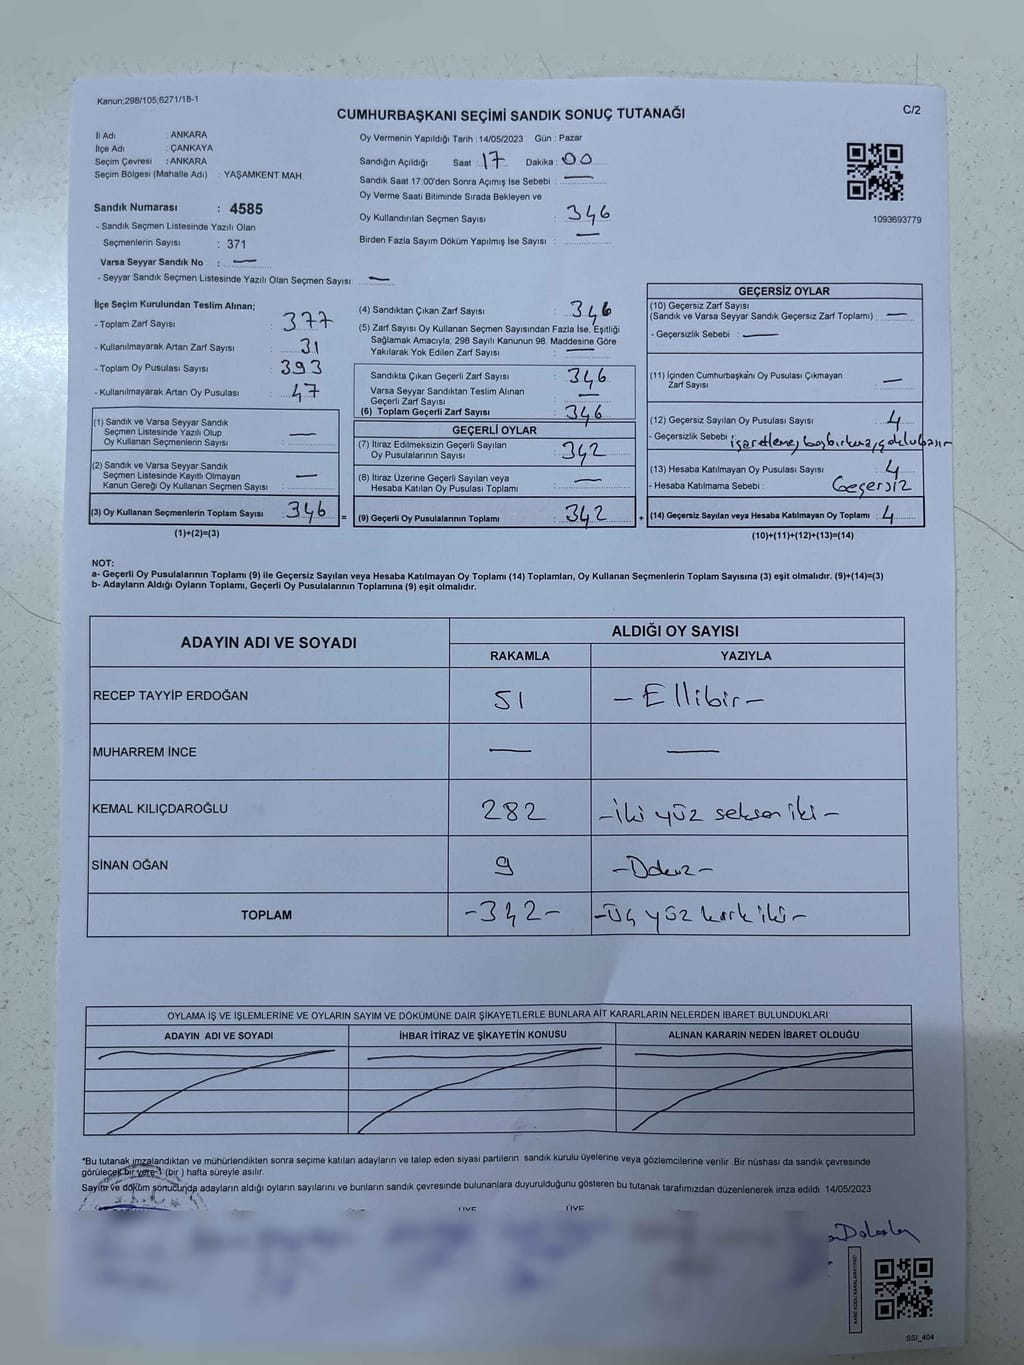 Kanun;298/105,6271/18-1
CUMHURBAŞKANI SEÇİMİ SANDIK SONUÇ TUTANAĞI
C/2
İl Adı : ANKARA
İlçe Adı : ÇANKAYA
Seçim Çevresi : ANKARA
Seçim Bölgesi (Mahalle Adı) : YAŞAMKENT MAH.
Sandık Numarası : 4585
- Sandık Seçmen Listesinde Yazılı Olan
Seçmenlerin Sayısı : 371
Varsa Seyyar Sandık No : —
- Seyyar Sandık Seçmen Listesinde Yazılı Olan Seçmen Sayısı: —
Oy Vermenin Yapıldığı Tarih : 14/05/2023 Gün : Pazar
Sandığın Açıldığı Saat : 17 Dakika : 00
Sandık Saat 17.00'den Sonra Açımış İse Sebebi : —
Oy Verme Saati Bitiminde Sırada Bekleyen ve
Oy Kullandırılan Seçmen Sayısı : 346
Birden Fazla Sayım Döküm Yapılmış İse Sayısı : —
1093693779
İlçe Seçim Kurulundan Teslim Alınan;
- Toplam Zarf Sayısı : 377
- Kullanılmayarak Artan Zarf Sayısı : 31
- Toplam Oy Pusulası Sayısı : 393
- Kullanılmayarak Artan Oy Pusulası : 47
(1) Sandık ve Varsa Seyyar Sandık
Seçmen Listesinde Yazılı Olup
Oy Kullanan Seçmenlerin Sayısı : —
(2) Sandık ve Varsa Seyyar Sandık
Seçmen Listesinde Kayıtlı Olmayan
Kanun Gereği Oy Kullanan Seçmen Sayısı : —
(3) Oy Kullanan Seçmenlerin Toplam Sayısı : 346 =
(1)+(2)=(3)
(4) Sandıktan Çıkan Zarf Sayısı : 346
(5) Zarf Sayısı Oy Kullanan Seçmen Sayısından Fazla İse, Eşitliği
Sağlamak Amacıyla; 298 Sayılı Kanunun 98. Maddesine Göre
Yakılarak Yok Edilen Zarf Sayısı : —
Sandıkta Çıkan Geçerli Zarf Sayısı : 346
Varsa Seyyar Sandıktan Teslim Alınan
Geçerli Zarf Sayısı : —
(6) Toplam Geçerli Zarf Sayısı : 346
GEÇERLİ OYLAR
(7) İtiraz Edilmeksizin Geçerli Sayılan
Oy Pusulalarının Sayısı : 342
(8) İtiraz Üzerine Geçerli Sayılan veya
Hesaba Katılan Oy Pusulası Toplamı : —
(9) Geçerli Oy Pusulalarının Toplamı : 342 +
GEÇERSİZ OYLAR
(10) Geçersiz Zarf Sayısı
(Sandık ve Varsa Seyyar Sandık Geçersiz Zarf Toplamı) : —
- Geçersizlik Sebebi : —
(11) İçinden Cumhurbaşkanı Oy Pusulası Çıkmayan
Zarf Sayısı : —
(12) Geçersiz Sayılan Oy Pusulası Sayısı : 4
- Geçersizlik Sebebi :
(13) Hesaba Katılmayan Oy Pusulası Sayısı : 4
- Hesaba Katılmama Sebebi : Geçersiz
(14) Geçersiz Sayılan veya Hesaba Katılmayan Oy Toplamı : 4
(10)+(11)+(12)+(13)=(14)
NOT:
a- Geçerli Oy Pusulalarının Toplamı (9) ile Geçersiz Sayılan veya Hesaba Katılmayan Oy Toplamı (14) Toplamları, Oy Kullanan Seçmenlerin Toplam Sayısına (3) eşit olmalıdır. (9)+(14)=(3)
b- Adayların Aldığı Oyların Toplamı, Geçerli Oy Pusulalarının Toplamına (9) eşit olmalıdır.
ADAYIN ADI VE SOYADI
ALDIĞI OY SAYISI
RAKAMLA YAZIYLA
RECEP TAYYİP ERDOĞAN 51 - Ellibir -
MUHARREM İNCE — —
KEMAL KILIÇDAROĞLU 282 - İki yüz seksen iki -
SİNAN OĞAN 9 - Dokuz -
TOPLAM -342- - Üç yüz kırk iki -
OYLAMA İŞ VE İŞLEMLERİNE VE OYLARIN SAYIM VE DÖKÜMÜNE DAİR ŞİKAYETLERLE BUNLARA AİT KARARLARIN NELERDEN İBARET BULUNDUKLARI
ADAYIN ADI VE SOYADI İHBAR İTİRAZ VE ŞİKAYETİN KONUSU ALINAN KARARIN NEDEN İBARET OLDUĞU
*Bu tutanak imzalandıktan ve mühürlendikten sonra seçime katılan adayların ve talep eden siyasi partilerin sandık kurulu üyelerine veya gözlemcilerine verilir .Bir nüshası da sandık çevresinde
görülecek bir yere 1 (bir ) hafta süreyle asılır.
Sayım ve döküm sonucunda adayların aldığı oyların sayılarını ve bunların sandık çevresinde bulunanlara duyurulduğunu gösteren bu tutanak tarafımızdan düzenlenerek imza edildi. 14/05/2023
ÜYE ÜYE
SSI_404